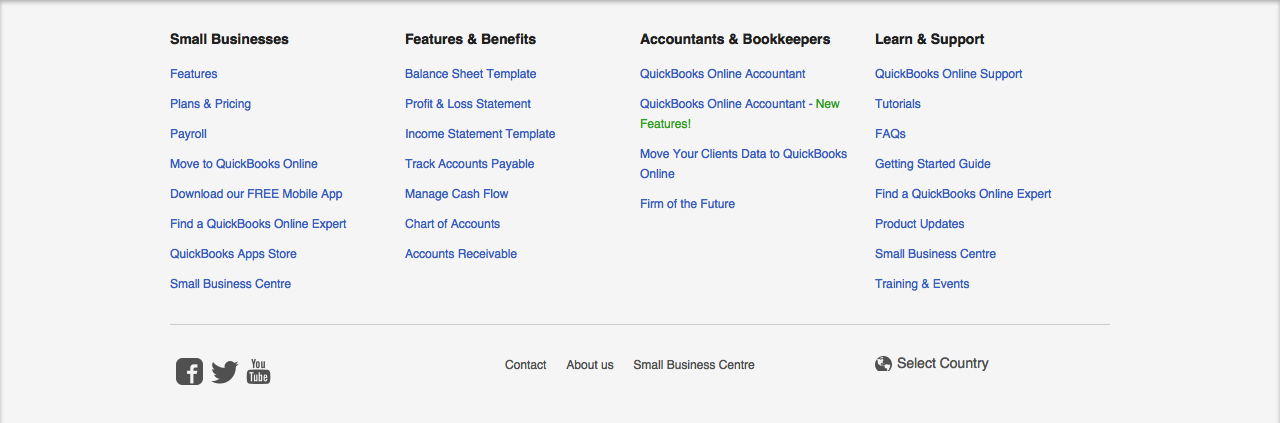 Small Businesses
Features
Plans & Pricing
Payroll
Move to QuickBooks Online
Download our FREE Mobile App
Find a QuickBooks Online Expert
QuickBooks Apps Store
Small Business Centre
Features & Benefits
Balance Sheet Template
Profit & Loss Statement
Income Statement Template
Track Accounts Payable
Manage Cash Flow
Chart of Accounts
Accounts Receivable
Accountants & Bookkeepers
QuickBooks Online Accountant
QuickBooks Online Accountant - New
Features!
Move Your Clients Data to QuickBooks
Online
Firm of the Future
Learn & Support
QuickBooks Online Support
Tutorials
FAQs
Getting Started Guide
Find a QuickBooks Online Expert
Product Updates
Small Business Centre
Training & Events
You
Tube
Contact
About us
Small Business Centre
Select Country